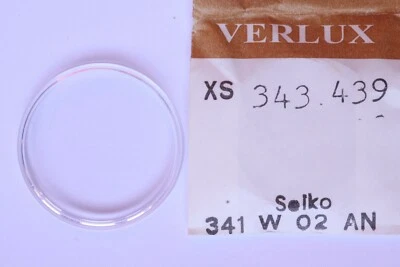 VERLUX
XS 343.439
Seiko
341 W 02 AN